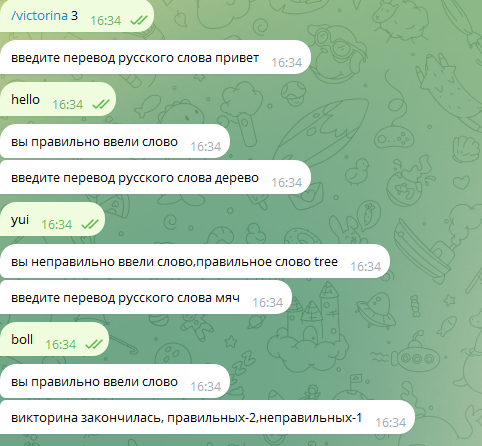 /victorina 3 16:34
введите перевод русского слова привет 16:34
hello 16:34
вы правильно ввели слово 16:34
введите перевод русского слова дерево 16:34
yui 16:34
вы неправильно ввели слово,правильное слово tree 16:34
введите перевод русского слова мяч 16:34
boll 16:34
вы правильно ввели слово 16:34
викторина закончилась, правильных-2,неправильных-1 16:34